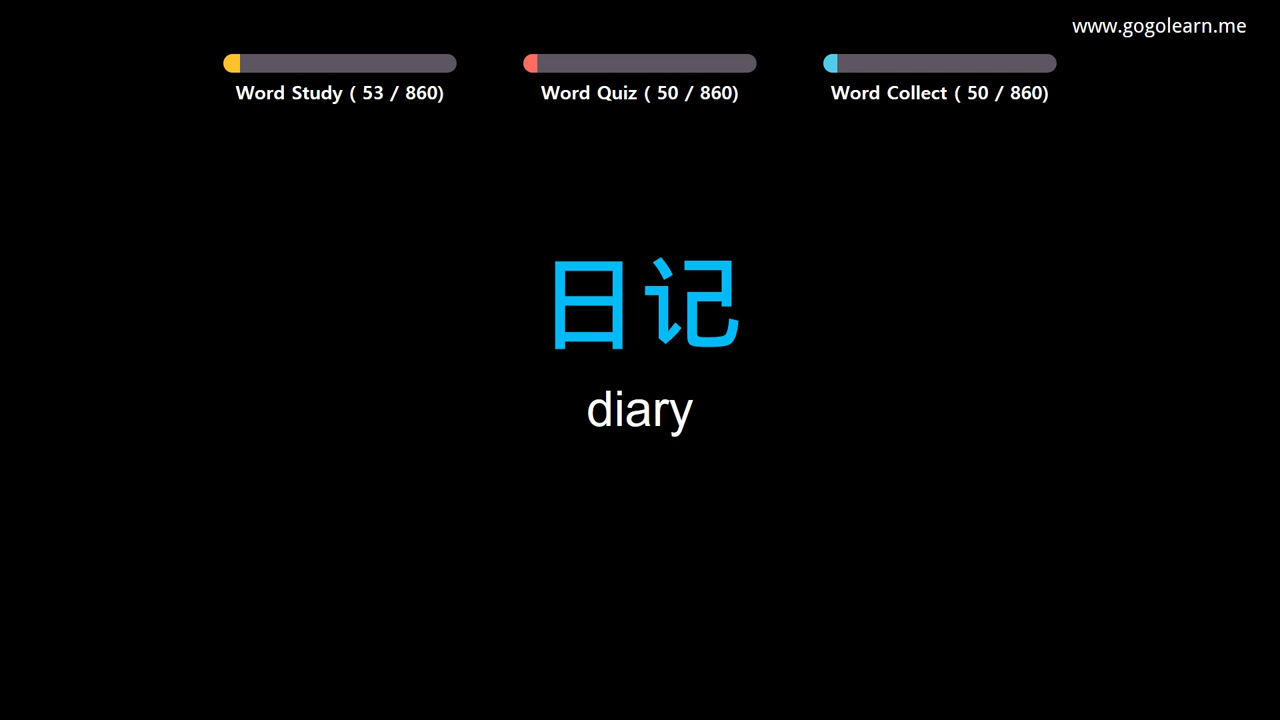 www.gogolearn.me
Word Study ( 53 / 860)
Word Quiz ( 50 / 860)
Word Collect ( 50 / 860)
日记
diary